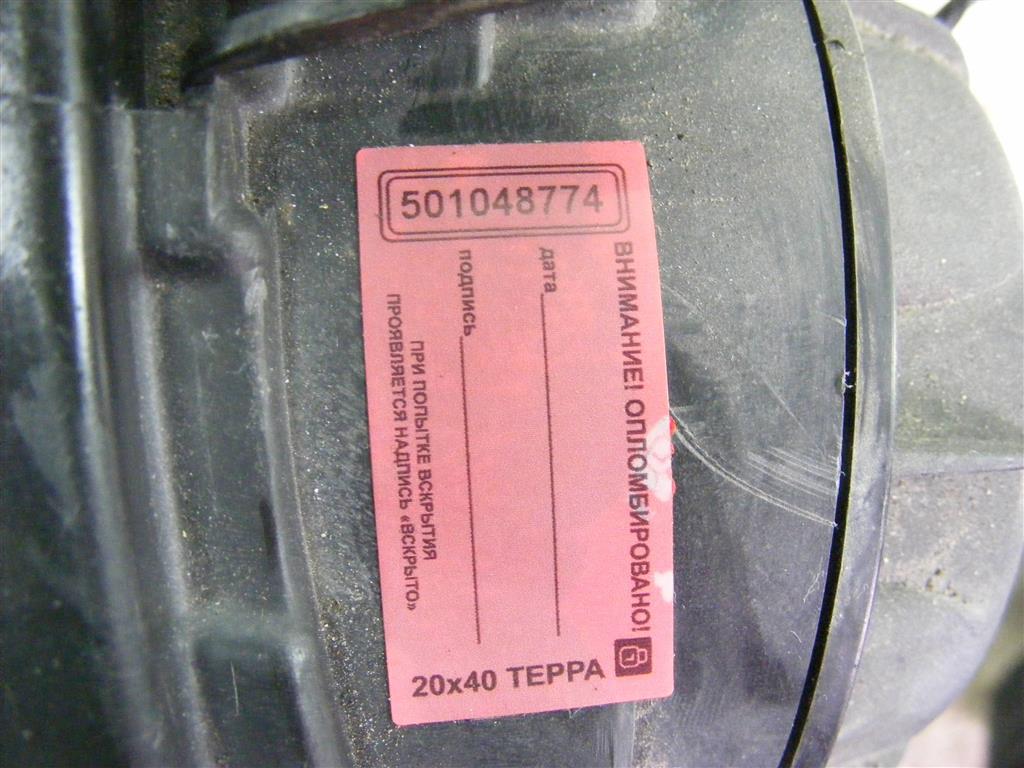 501048774
ВНИМАНИЕ! ОПЛОМБИРОВАНО!
дата
подпись
ПРИ ПОПЫТКЕ ВСКРЫТИЯ
ПРОЯВЛЯЕТСЯ НАДПИСЬ «ВСКРЫТО»
20x40 ТЕРРА